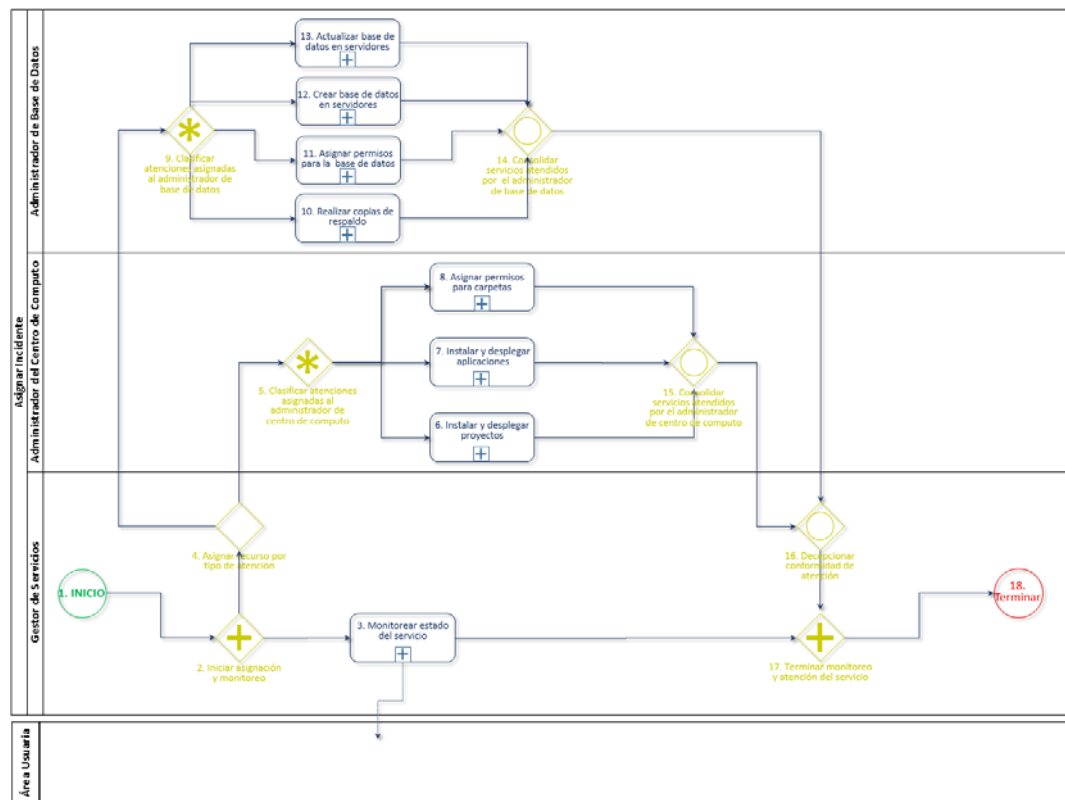 Asignar Incidente
Administrador de Base de Datos
13. Actualizar base
de datos en servidores
12. Crear base de datos
en servidores
9. Clasificar
atenciones asignadas
al administrador de
base de datos
11. Asignar permisos
para la base de datos
14. Consolidar
servicios atendidos
por el administrador
de base de datos
10. Realizar copias de
respaldo
Administrador del Centro de Computo
8. Asignar permisos
para carpetas
7. Instalar y desplegar
aplicaciones
5. Clasificar atenciones
asignadas al
administrador de
centro de computo
15. Consolidar
servicios atendidos
por el administrador
de centro de computo
6. Instalar y desplegar
proyectos
Gestor de Servicios
4. Asignar recurso por
tipo de atención
16.
conformidad de
atención
1. INICIO
18.
Terminar
3. Monitorear estado
del servicio
2. Iniciar asignación
y monitoreo
17. Terminar monitoreo
y atención del servicio
Área Usuaria